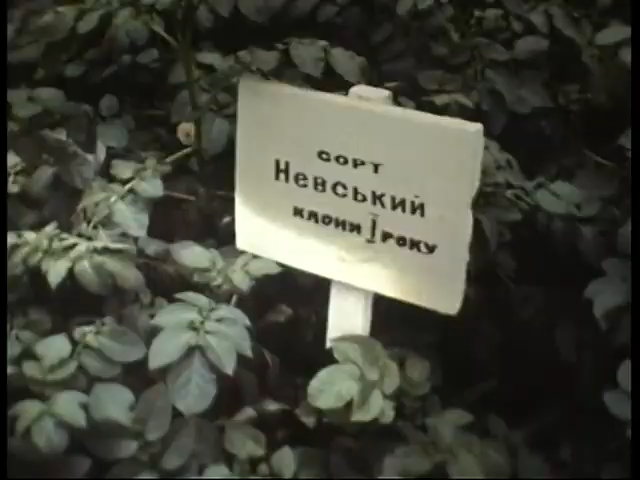 сорт
Невський
клони I року